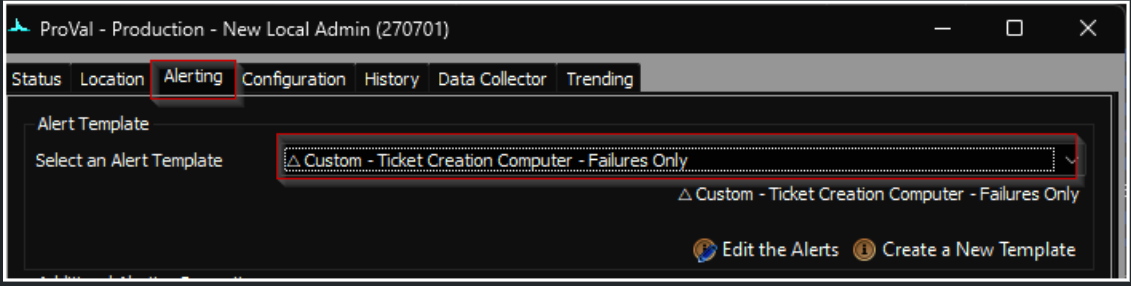 ProVal - Production - New Local Admin (270701)
Status Location Alerting Configuration History Data Collector Trending
Alert Template
Select an Alert Template △ Custom - Ticket Creation Computer - Failures Only
△ Custom - Ticket Creation Computer - Failures Only
Edit the Alerts Create a New Template